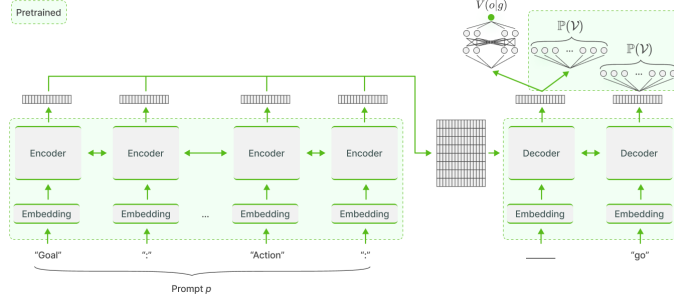 Pretrained
V(o|g)
ℙ(𝒱)
ℙ(𝒱)
...
...
Encoder Encoder Encoder Encoder Decoder Decoder
Embedding Embedding ... Embedding Embedding Embedding Embedding
“Goal” “:” “Action” “:” “go”
Prompt p